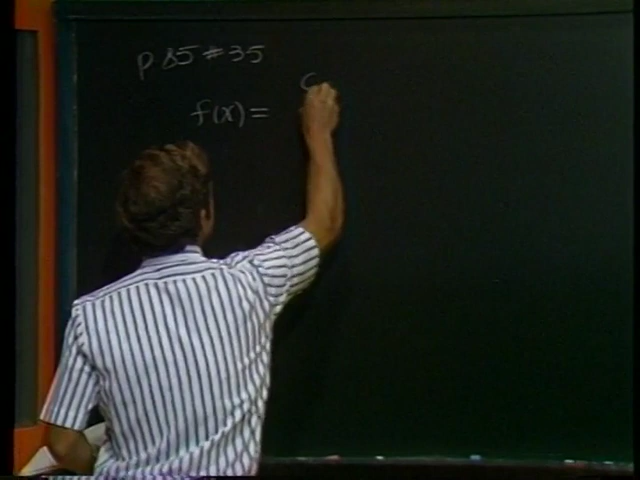 p 85 # 35
f(x) =